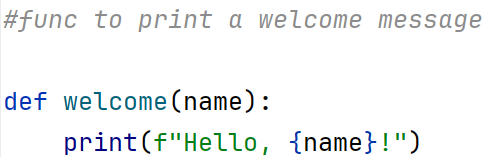 #func to print a welcome message
def welcome(name):
    print(f"Hello, {name}!")